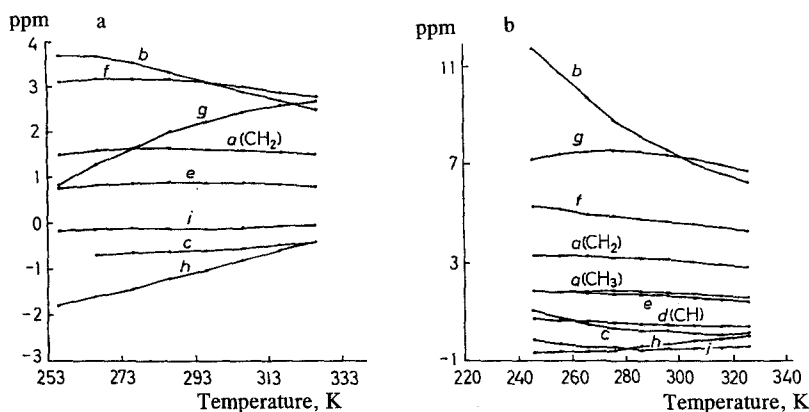 ppm a
4
3
2
1
0
-1
-2
-3
b
f
g
a(CH2)
e
i
c
h
253 273 293 313 333
Temperature, K
ppm b
11
7
3
-1
b
g
f
a(CH2)
a(CH3)
e
d(CH)
c
h
i
220 240 260 280 300 320 340
Temperature, K